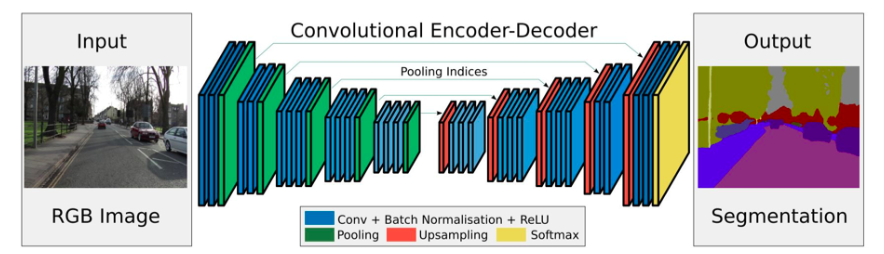 Convolutional Encoder-Decoder
Input
Output
Pooling Indices
RGB Image
Segmentation
Conv + Batch Normalisation + ReLU
Pooling
Upsampling
Softmax